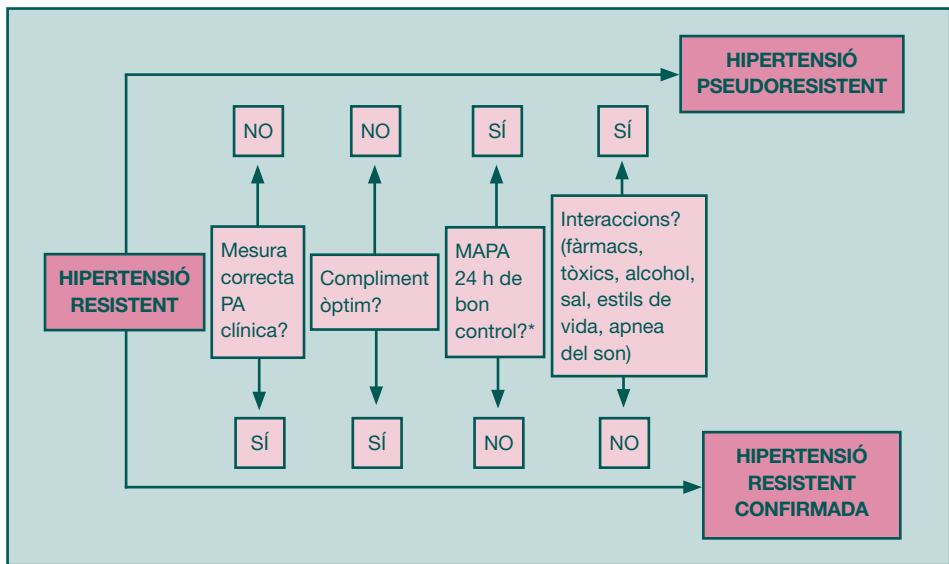 HIPERTENSIÓ
PSEUDORESISTENT
NO
NO
SÍ
SÍ
HIPERTENSIÓ
RESISTENT
Mesura
correcta
PA
clínica?
Compliment
òptim?
MAPA
24 h de
bon
control?*
Interaccions?
(fàrmacs,
tòxics, alcohol,
sal, estils de
vida, apnea
del son)
SÍ
SÍ
NO
NO
HIPERTENSIÓ
RESISTENT
CONFIRMADA